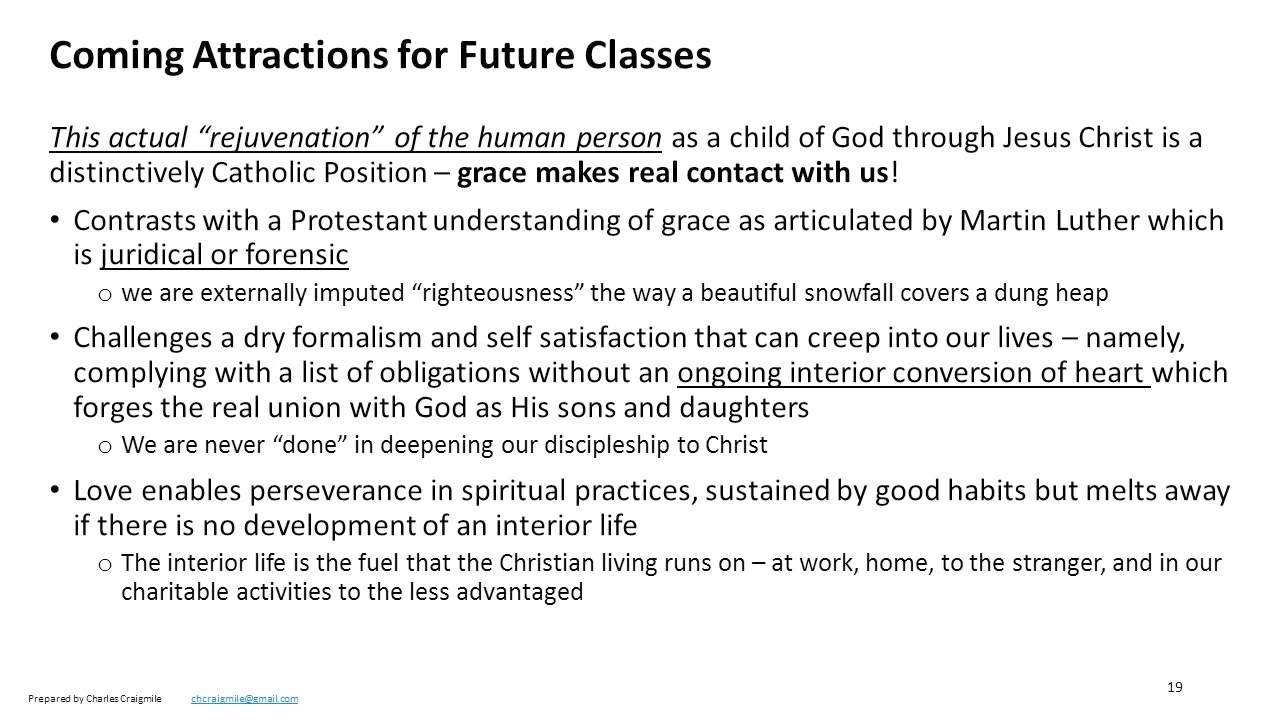 Coming Attractions for Future Classes
This actual “rejuvenation” of the human person as a child of God through Jesus Christ is a
distinctively Catholic Position – grace makes real contact with us!
• Contrasts with a Protestant understanding of grace as articulated by Martin Luther which
is juridical or forensic
o we are externally imputed “righteousness” the way a beautiful snowfall covers a dung heap
• Challenges a dry formalism and self satisfaction that can creep into our lives – namely,
complying with a list of obligations without an ongoing interior conversion of heart which
forges the real union with God as His sons and daughters
o We are never “done” in deepening our discipleship to Christ
• Love enables perseverance in spiritual practices, sustained by good habits but melts away
if there is no development of an interior life
o The interior life is the fuel that the Christian living runs on – at work, home, to the stranger, and in our
charitable activities to the less advantaged
Prepared by Charles Craigmile chcraigmile@gmail.com
19